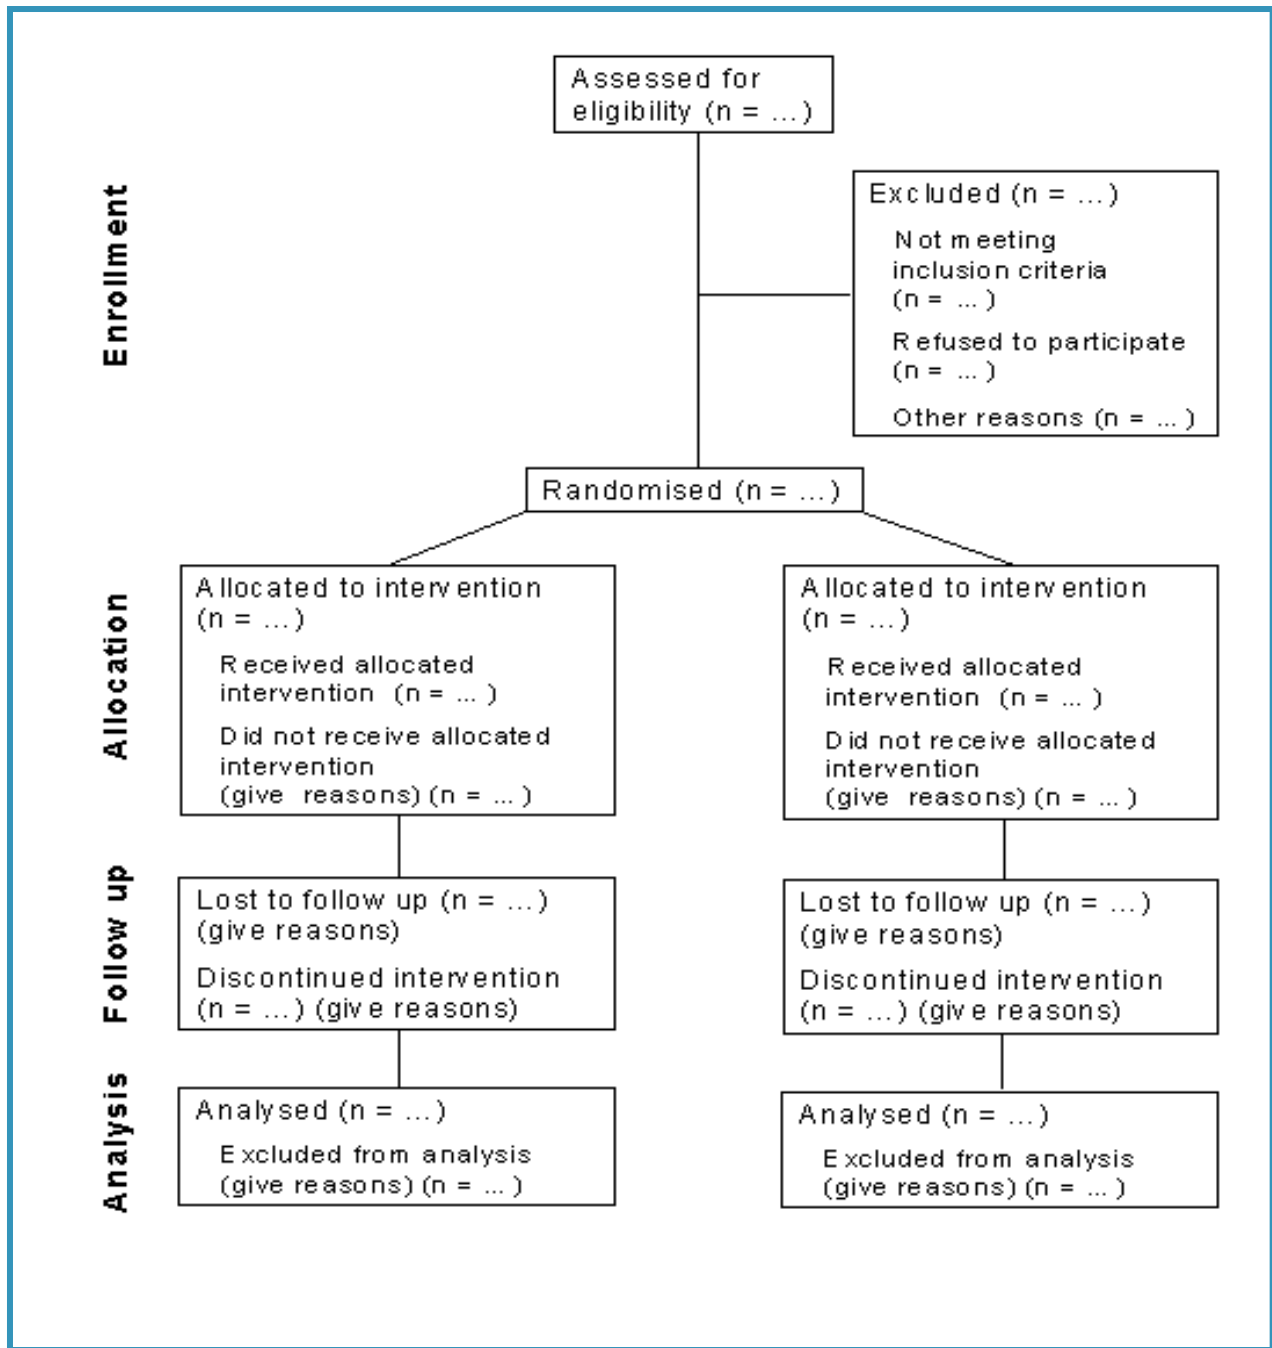 Assessed for
eligibility (n = ...)
Enrollment
Excluded (n = ...)
Not meeting
inclusion criteria
(n = ...)
Refused to participate
(n = ...)
Other reasons (n = ...)
Randomised (n = ...)
Allocation
Allocated to intervention
(n = ...)
Received allocated
intervention (n = ...)
Did not receive allocated
intervention
(give reasons) (n = ...)
Allocated to intervention
(n = ...)
Received allocated
intervention (n = ...)
Did not receive allocated
intervention
(give reasons) (n = ...)
Follow up
Lost to follow up (n = ...)
(give reasons)
Discontinued intervention
(n = ...) (give reasons)
Lost to follow up (n = ...)
(give reasons)
Discontinued intervention
(n = ...) (give reasons)
Analysis
Analysed (n = ...)
Excluded from analysis
(give reasons) (n = ...)
Analysed (n = ...)
Excluded from analysis
(give reasons) (n = ...)